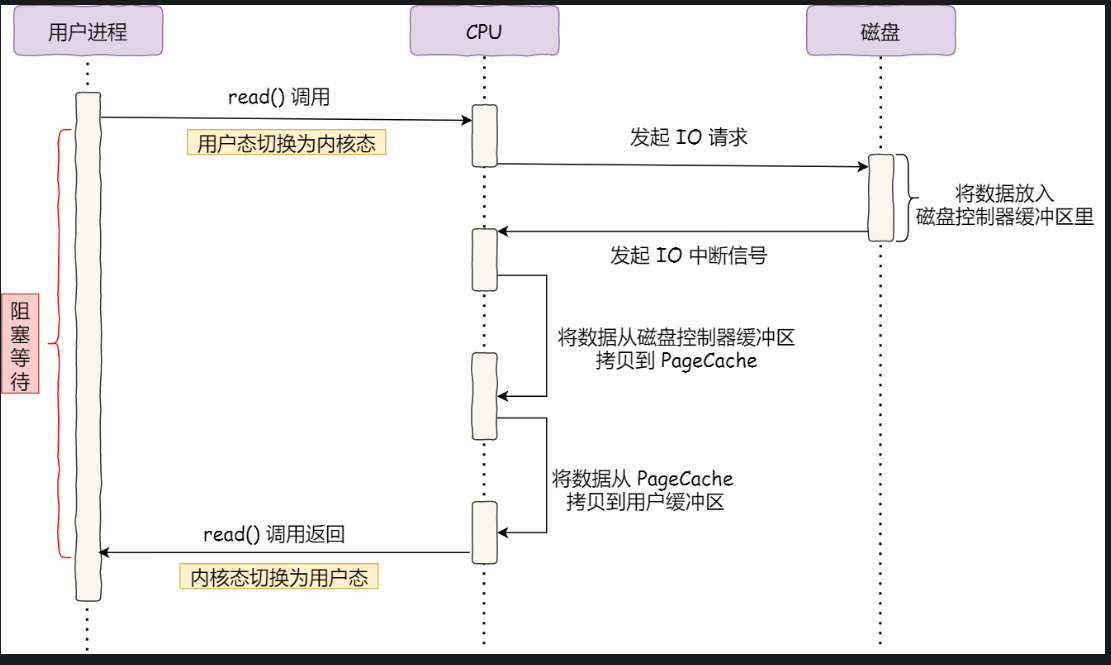 用户进程
CPU
磁盘
read() 调用
用户态切换为内核态
发起 IO 请求
将数据放入
磁盘控制器缓冲区里
发起 IO 中断信号
阻
塞
等
待
将数据从磁盘控制器缓冲区
拷贝到 PageCache
将数据从 PageCache
拷贝到用户缓冲区
read() 调用返回
内核态切换为用户态